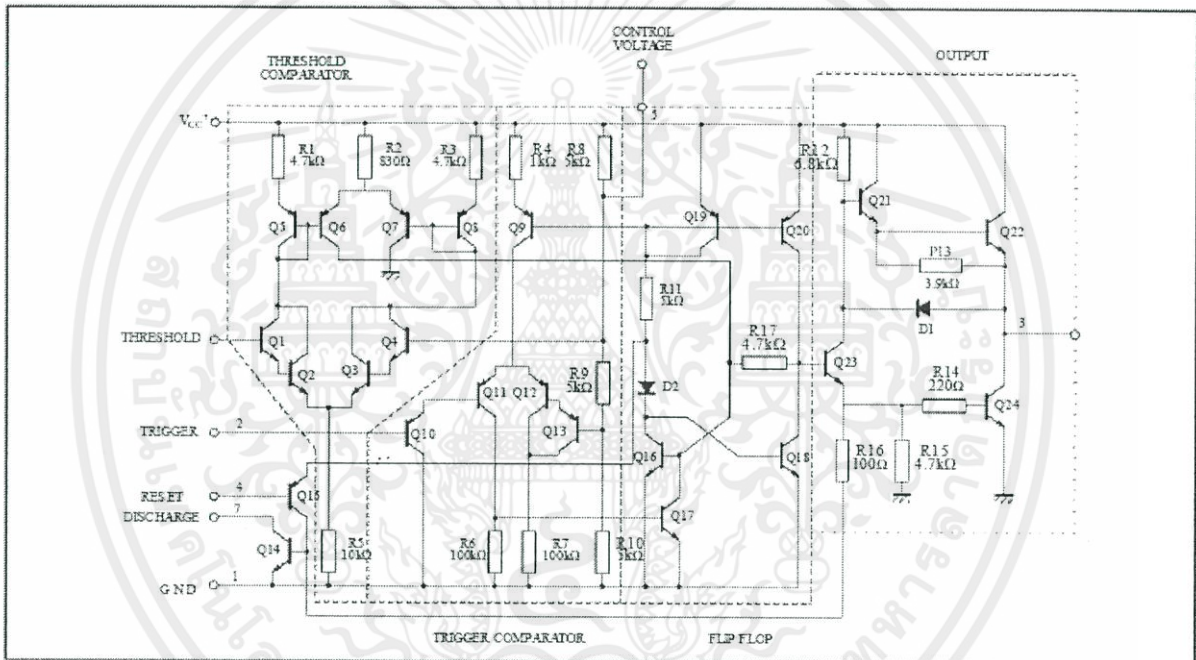 CONTROL
VOLTAGE
OUTPUT
THRESHOLD
COMPARATOR
5
Vcc'
R1
4.7kΩ
R2
830Ω
R3
4.7kΩ
R4
1kΩ
R8
5kΩ
R12
6.8kΩ
Q5
Q6
Q7
Q8
Q9
Q19
Q20
Q21
Q22
R11
5kΩ
3.9kΩ
D1
3
THRESHOLD
Q1
Q2
Q3
Q4
R9
5kΩ
R17
4.7kΩ
Q23
R14
220Ω
Q24
Q11
Q12
D2
TRIGGER
2
Q10
Q13
Q16
Q18
R16
100Ω
R15
4.7kΩ
RESET
4
Q15
DISCHARGE
7
Q17
Q14
R5
10kΩ
R6
100kΩ
R7
100kΩ
R10
5kΩ
GND
1
TRIGGER COMPARATOR
FLIP FLOP